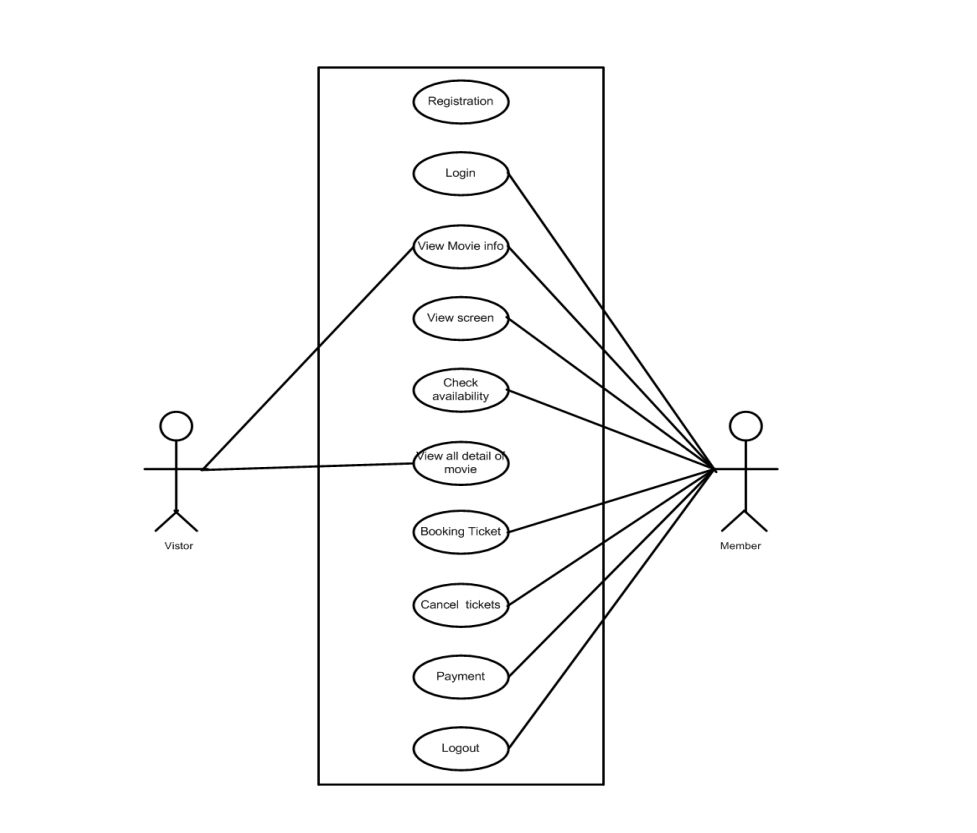 Registration
Login
View Movie info
View screen
Check
availability
View all detail of
movie
Booking Ticket
Cancel tickets
Payment
Logout
Vistor
Member